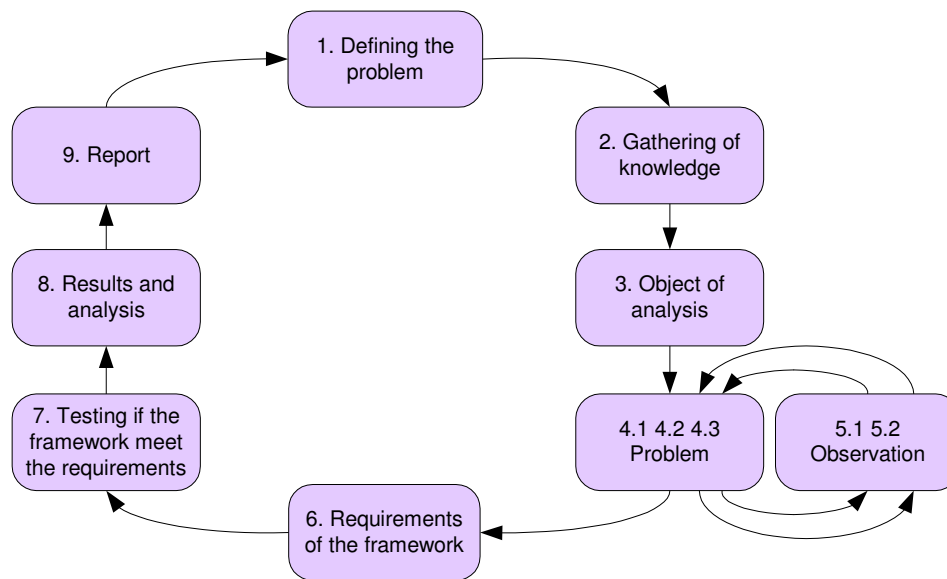 1. Defining the
problem
2. Gathering of
knowledge
3. Object of
analysis
4.1 4.2 4.3
Problem
5.1 5.2
Observation
6. Requirements
of the framework
7. Testing if the
framework meet
the requirements
8. Results and
analysis
9. Report